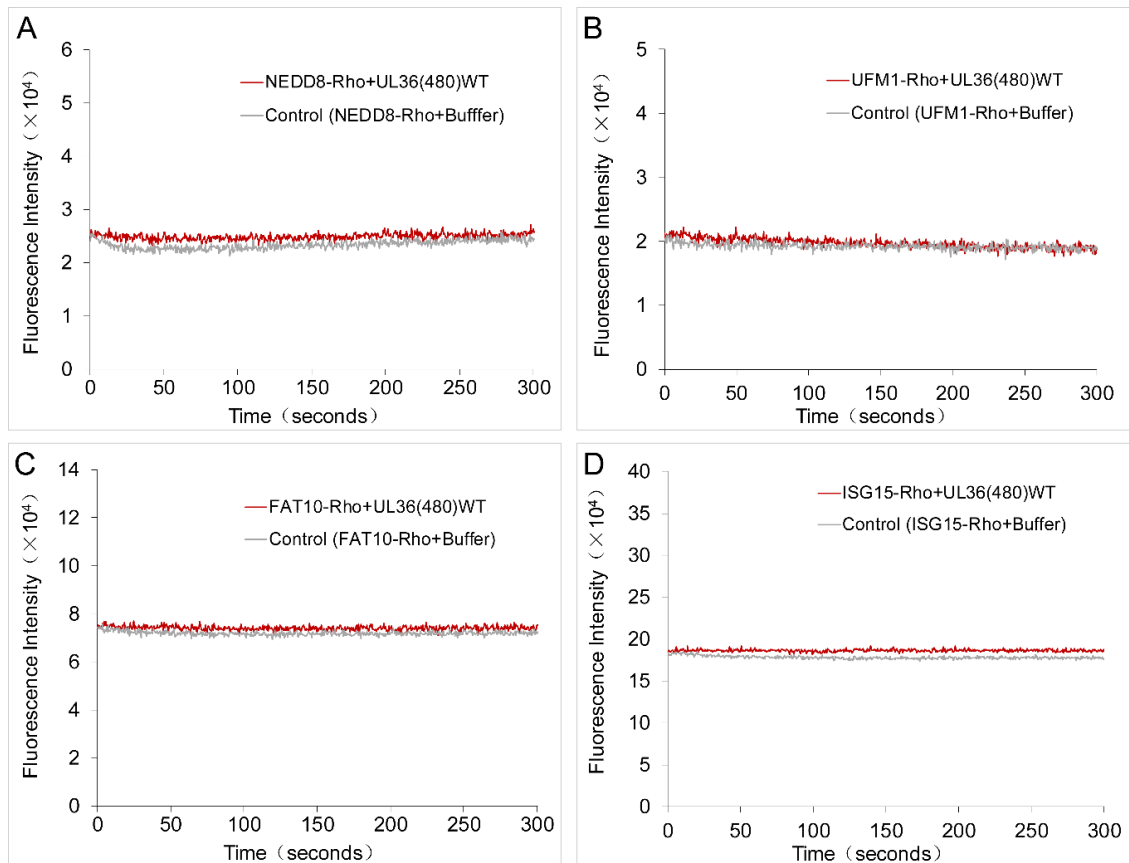 A
6
5
4
3
2
1
0
Fluorescence Intensity（×10⁴）
NEDD8-Rho+UL36(480)WT
Control (NEDD8-Rho+Bufffer)
0 50 100 150 200 250 300
Time（seconds）
B
5
4
3
2
1
0
Fluorescence Intensity（×10⁴）
UFM1-Rho+UL36(480)WT
Control (UFM1-Rho+Buffer)
0 50 100 150 200 250 300
Time（seconds）
C
14
12
10
8
6
4
2
0
Fluorescence Intensity（×10⁴）
FAT10-Rho+UL36(480)WT
Control (FAT10-Rho+Buffer)
0 50 100 150 200 250 300
Time（seconds）
D
40
35
30
25
20
15
10
5
0
Fluorescence Intensity（×10⁴）
ISG15-Rho+UL36(480)WT
Control (ISG15-Rho+Buffer)
0 50 100 150 200 250 300
Time（seconds）